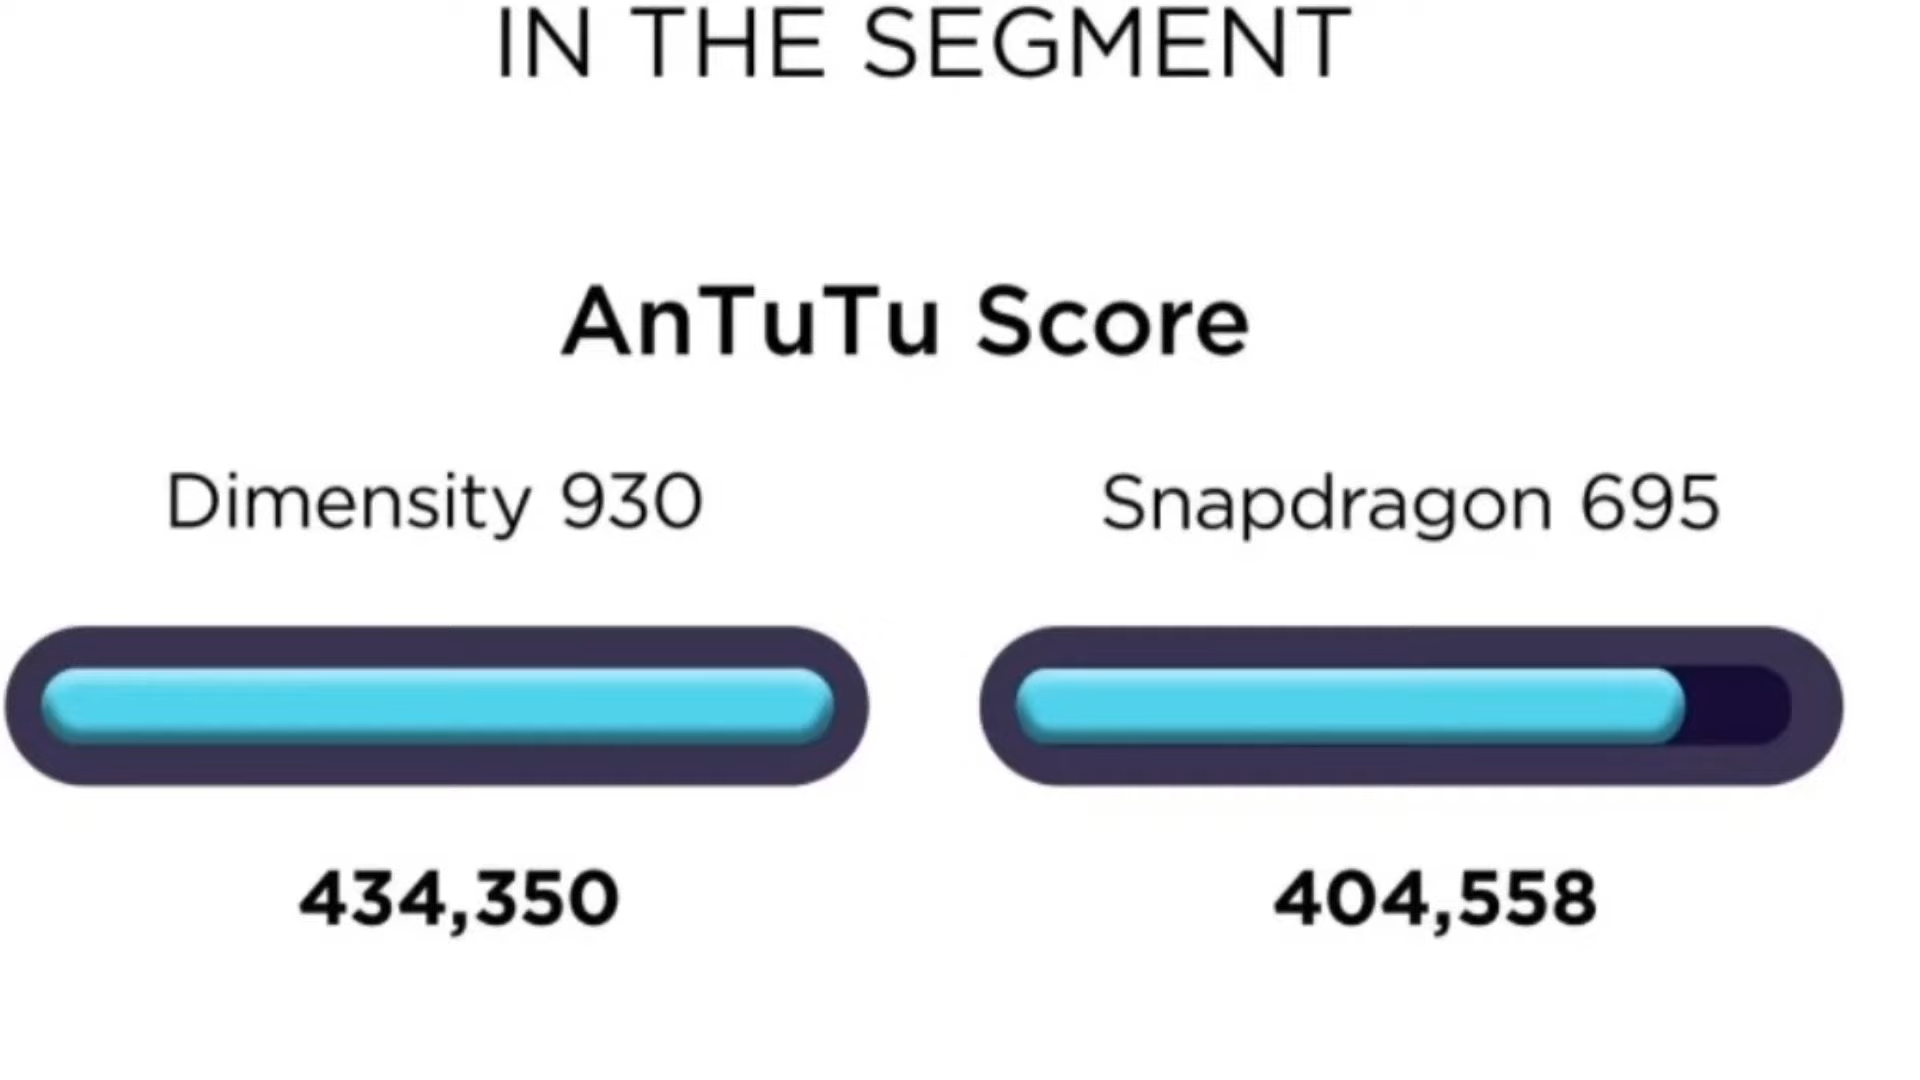 IN THE SEGMENT
AnTuTu Score
Dimensity 930
Snapdragon 695
434,350
404,558